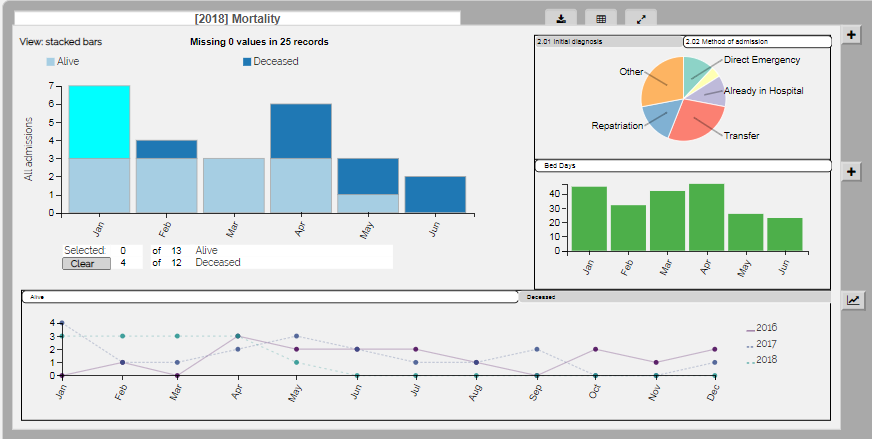 [2018] Mortality
View: stacked bars
Missing 0 values in 25 records
Alive
Deceased
All admissions
7
6
5
4
3
2
1
0
Jan
Feb
Mar
Apr
May
Jun
Selected: 0 of 13 Alive
Clear 4 of 12 Deceased
2.01 Initial diagnosis
2.02 Method of admission
Direct Emergency
Other
Already in Hospital
Repatriation
Transfer
Bed Days
40
30
20
10
0
Jan
Feb
Mar
Apr
May
Jun
Alive
Deceased
4
3
2
1
0
Jan
Feb
Mar
Apr
May
Jun
Jul
Aug
Sep
Oct
Nov
Dec
2016
2017
2018